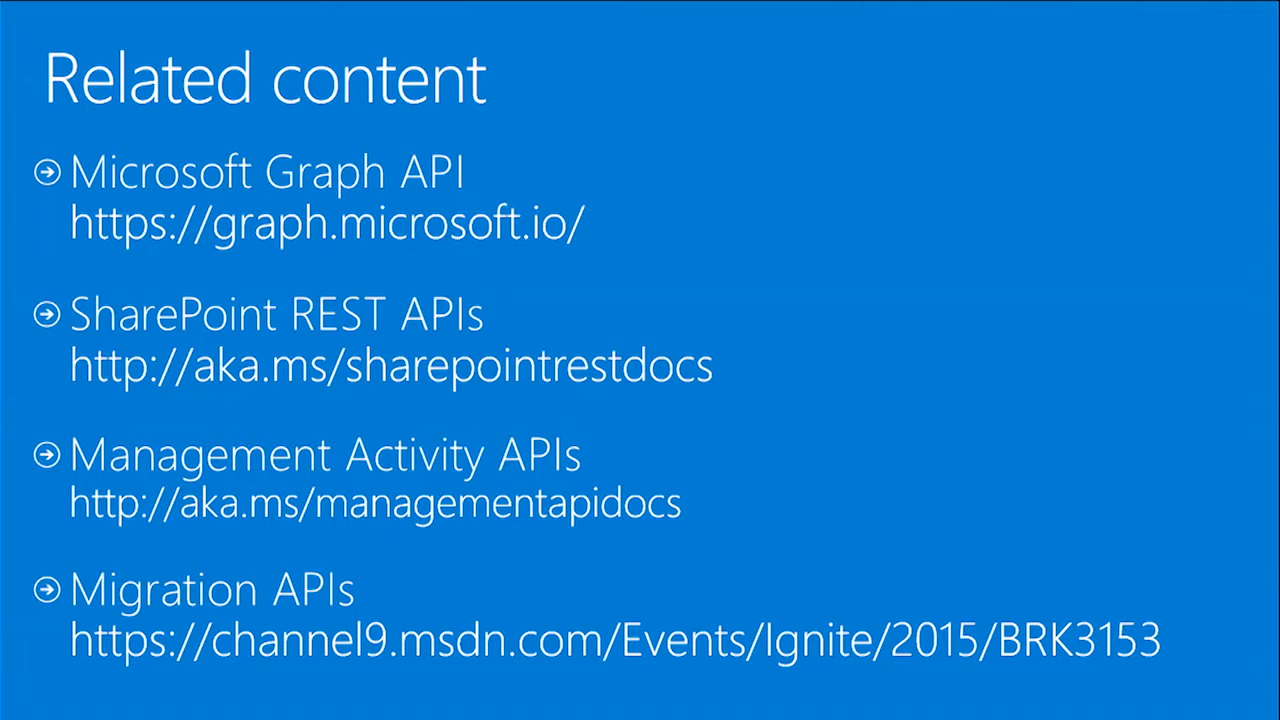 Related content
Microsoft Graph API
https://graph.microsoft.io/
SharePoint REST APIs
http://aka.ms/sharepointrestdocs
Management Activity APIs
http://aka.ms/managementapidocs
Migration APIs
https://channel9.msdn.com/Events/Ignite/2015/BRK3153